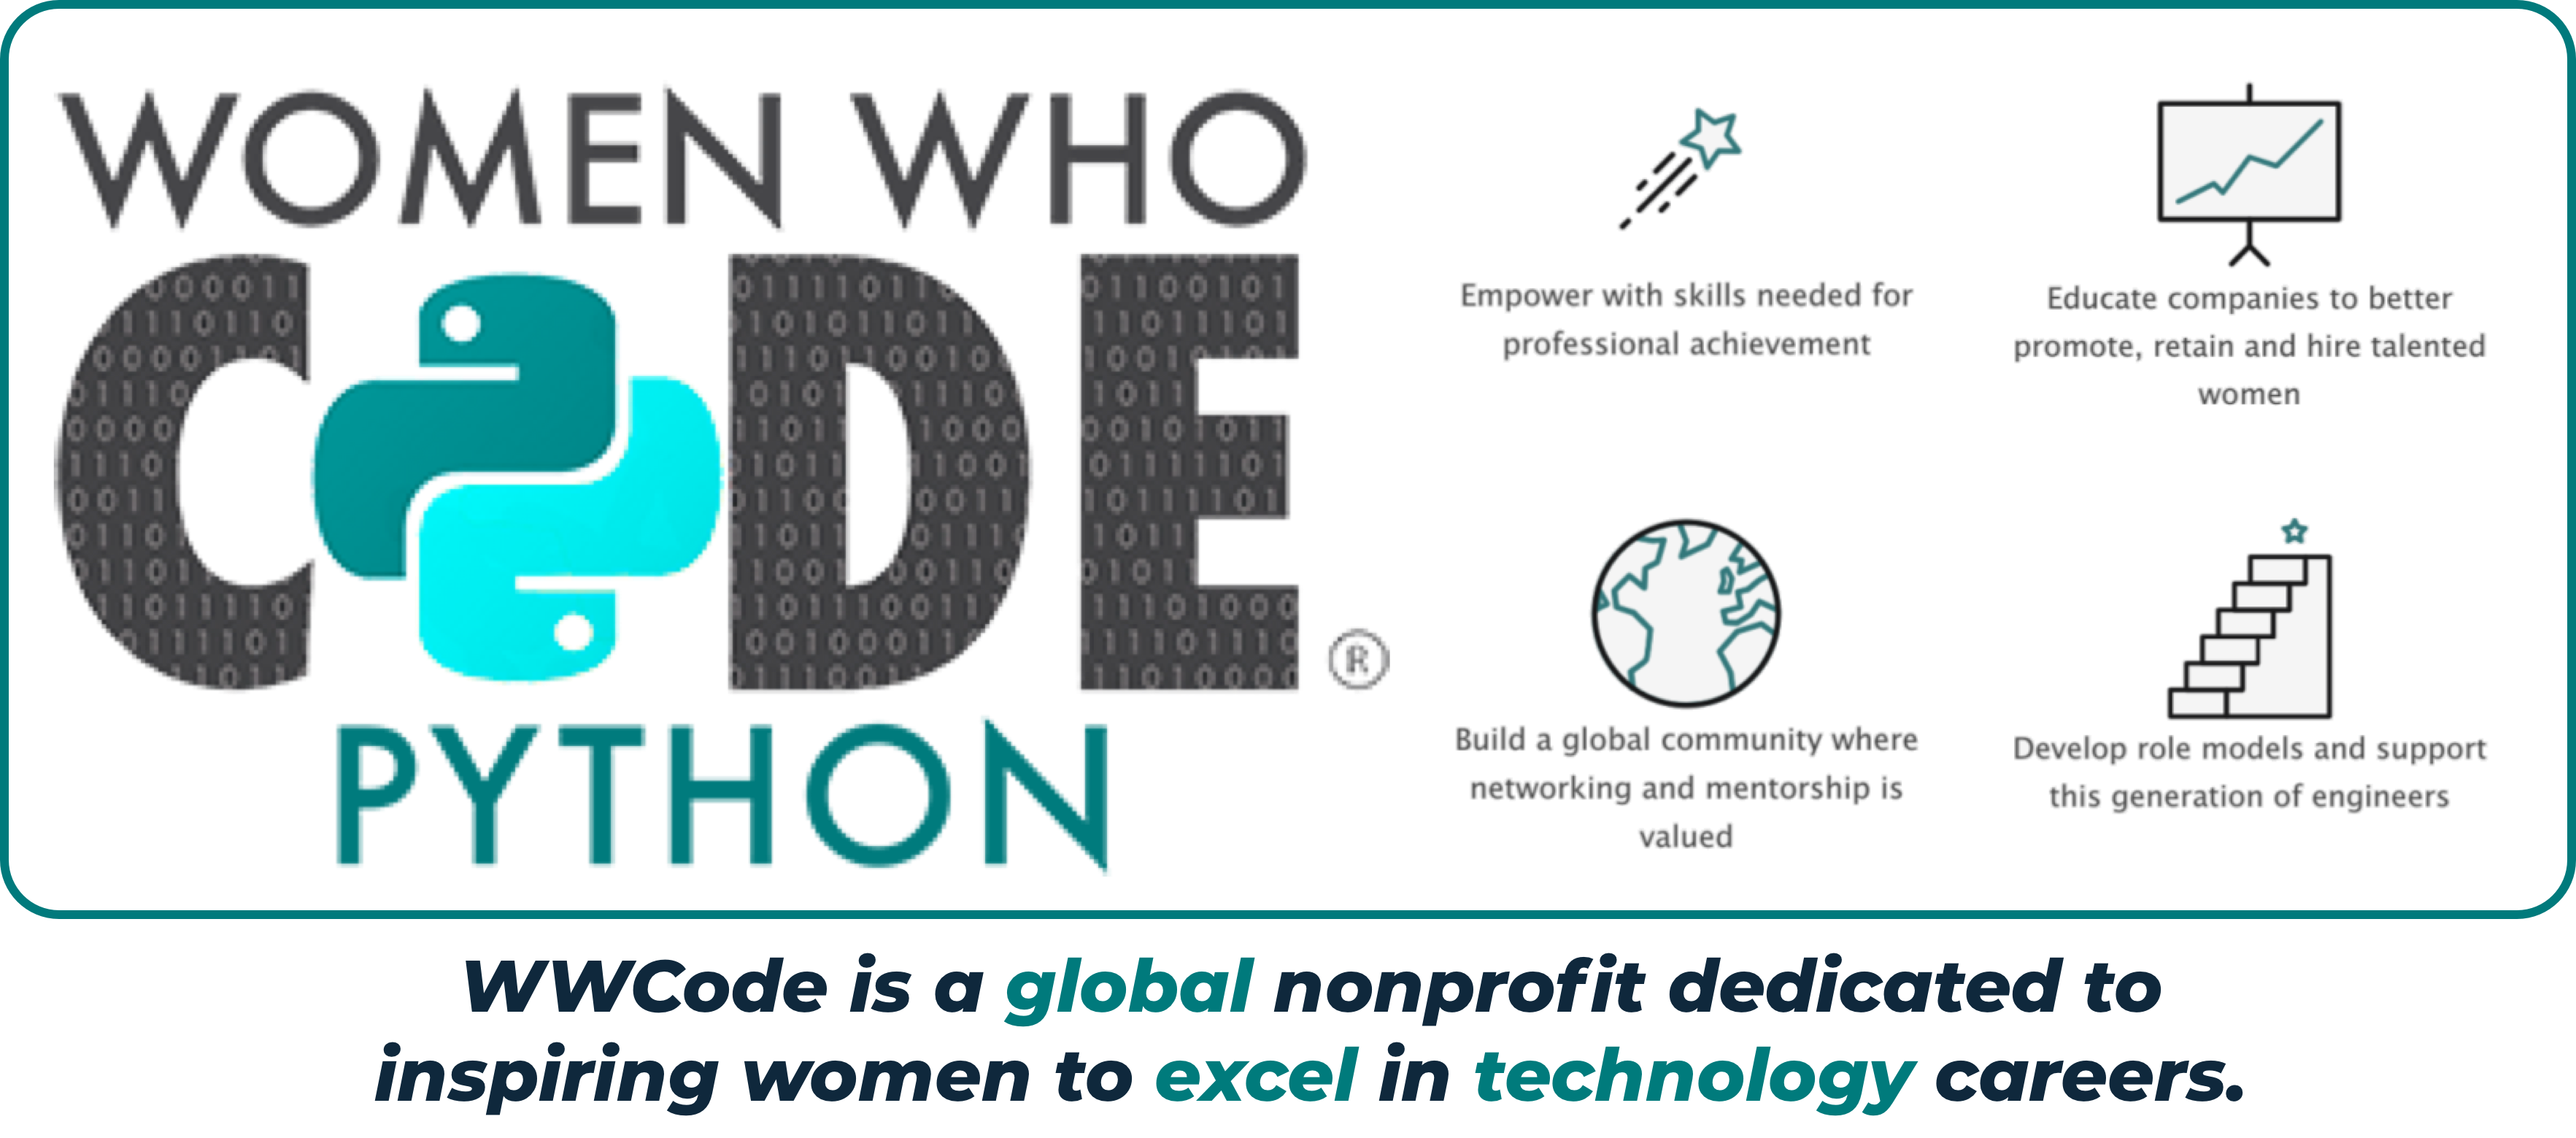 WOMEN WHO
CODE ®
PYTHON
Empower with skills needed for
professional achievement
Educate companies to better
promote, retain and hire talented
women
Build a global community where
networking and mentorship is
valued
Develop role models and support
this generation of engineers
WWCode is a global nonprofit dedicated to
inspiring women to excel in technology careers.